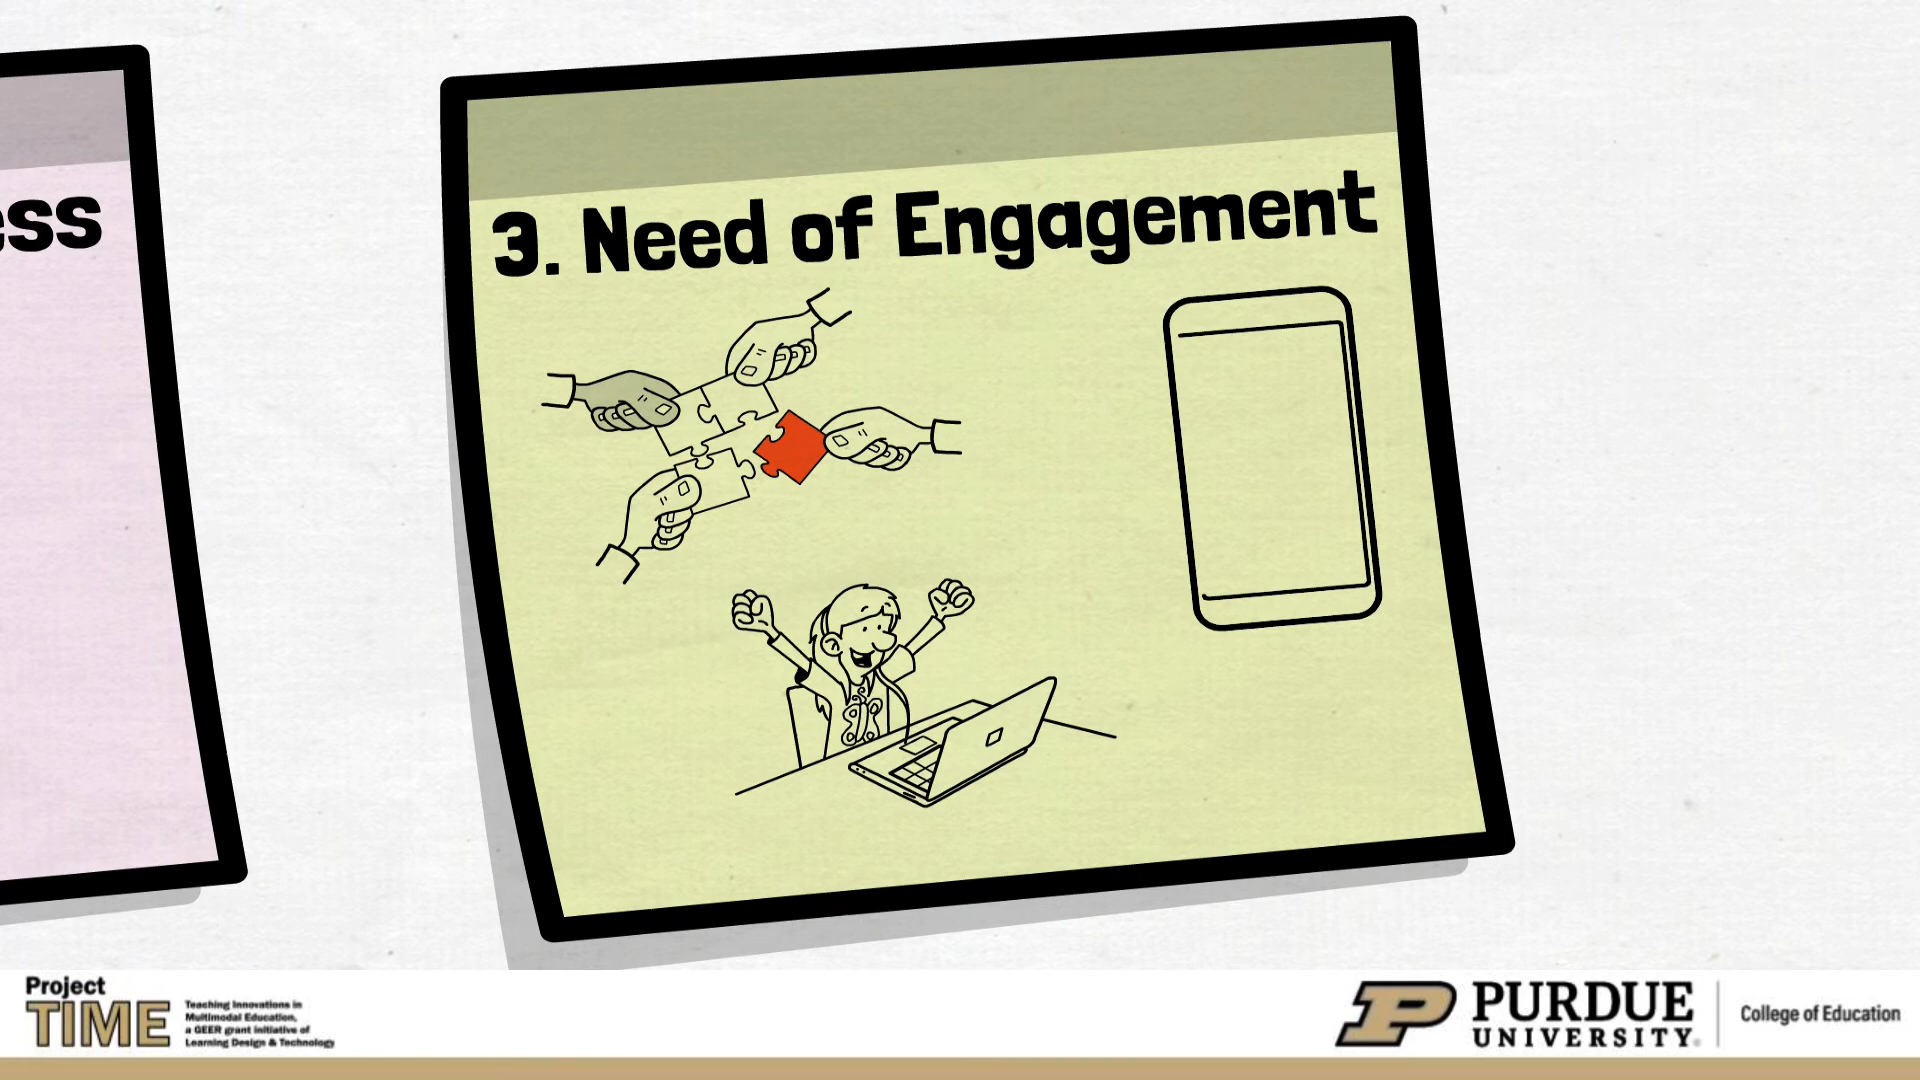 ess
3. Need of Engagement
Project
TIME
Teaching Innovations in
Multimodal Education,
a GEER grant initiative of
Learning Design & Technology
PURDUE
UNIVERSITY®
College of Education